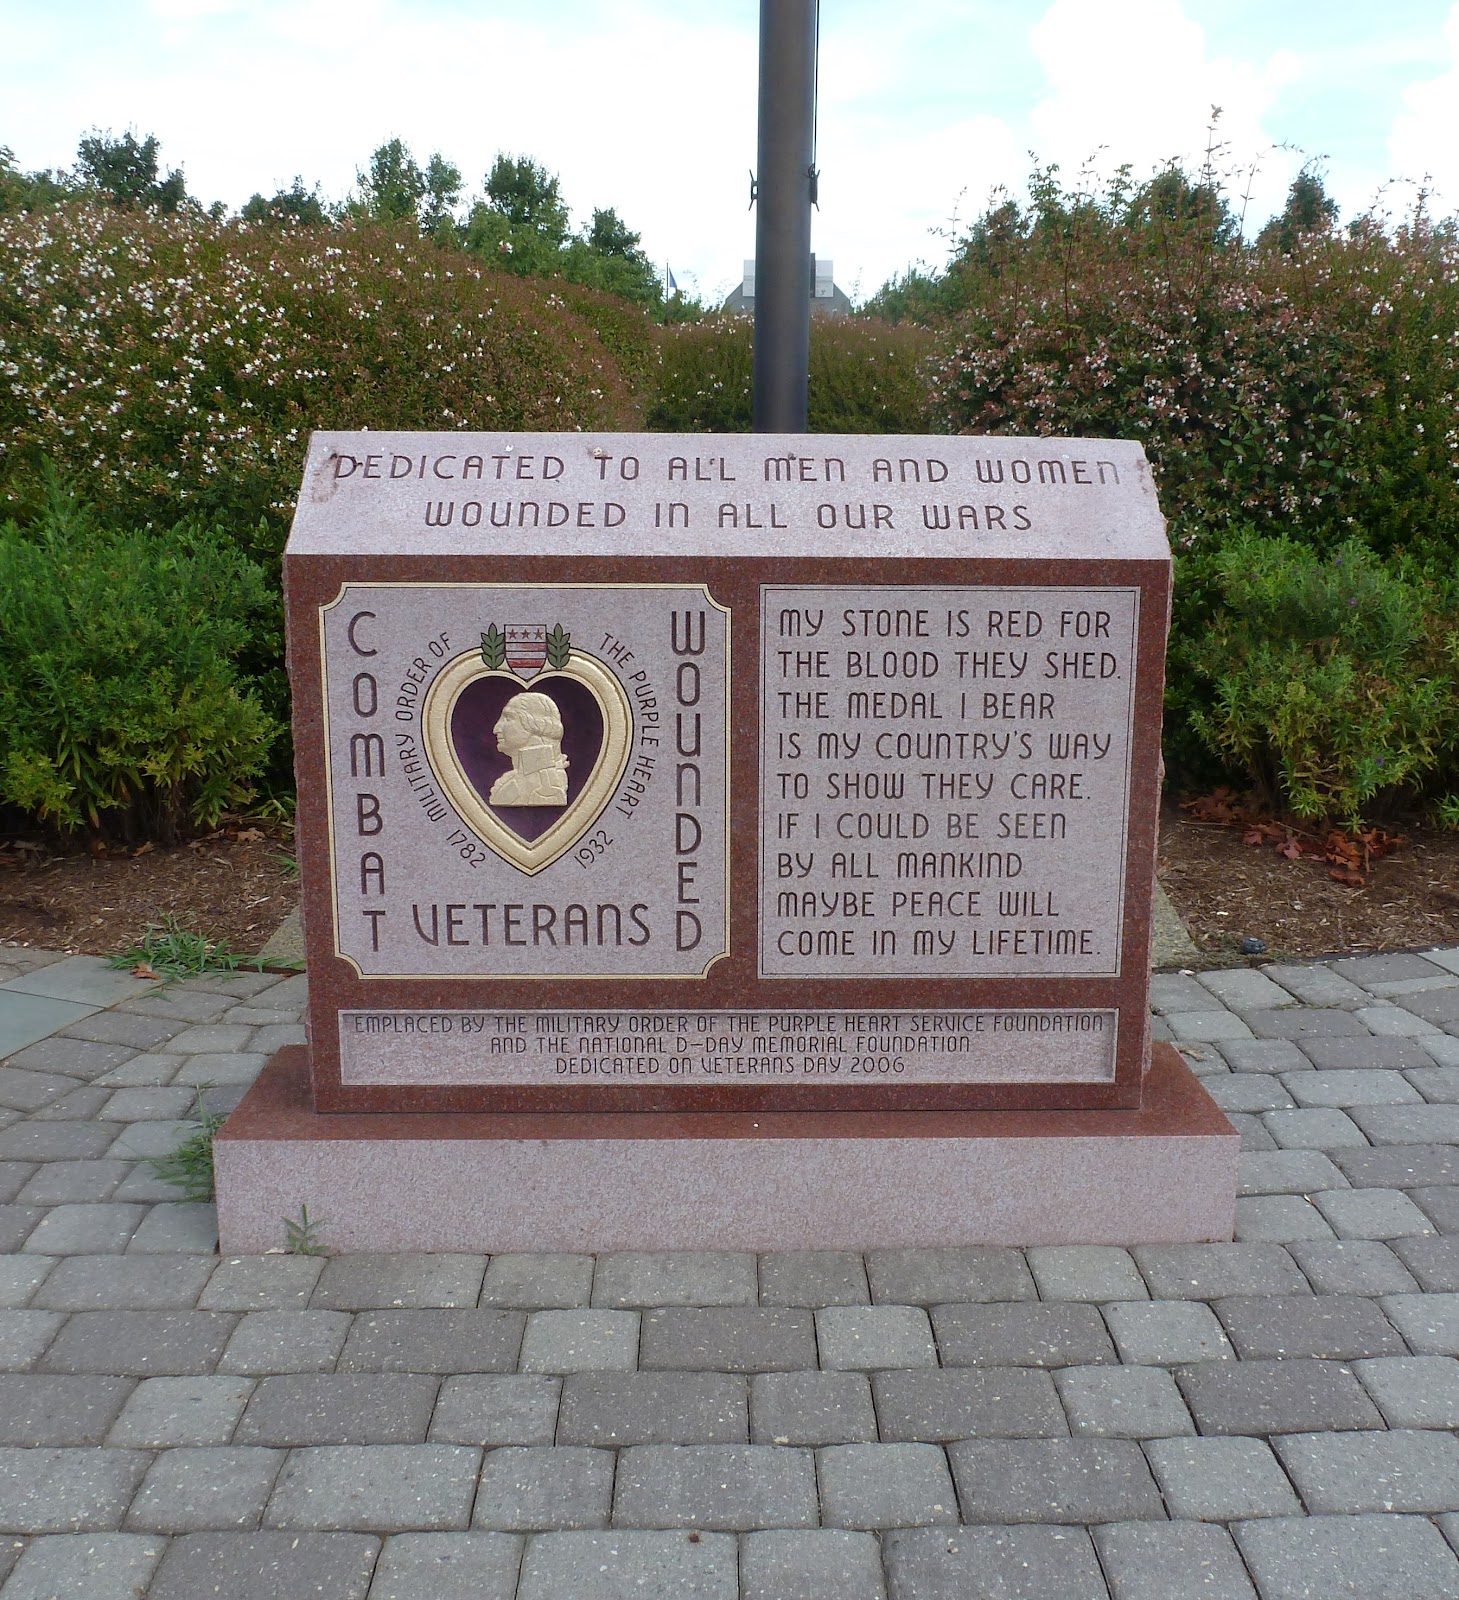 DEDICATED TO ALL MEN AND WOMEN
WOUNDED IN ALL OUR WARS
COMBAT
WOUNDED
VETERANS
MILITARY ORDER OF
THE PURPLE HEART
1782
1932
MY STONE IS RED FOR
THE BLOOD THEY SHED.
THE MEDAL I BEAR
IS MY COUNTRY'S WAY
TO SHOW THEY CARE.
IF I COULD BE SEEN
BY ALL MANKIND
MAYBE PEACE WILL
COME IN MY LIFETIME.
EMPLACED BY THE MILITARY ORDER OF THE PURPLE HEART SERVICE FOUNDATION
AND THE NATIONAL D-DAY MEMORIAL FOUNDATION
DEDICATED ON VETERANS DAY 2006